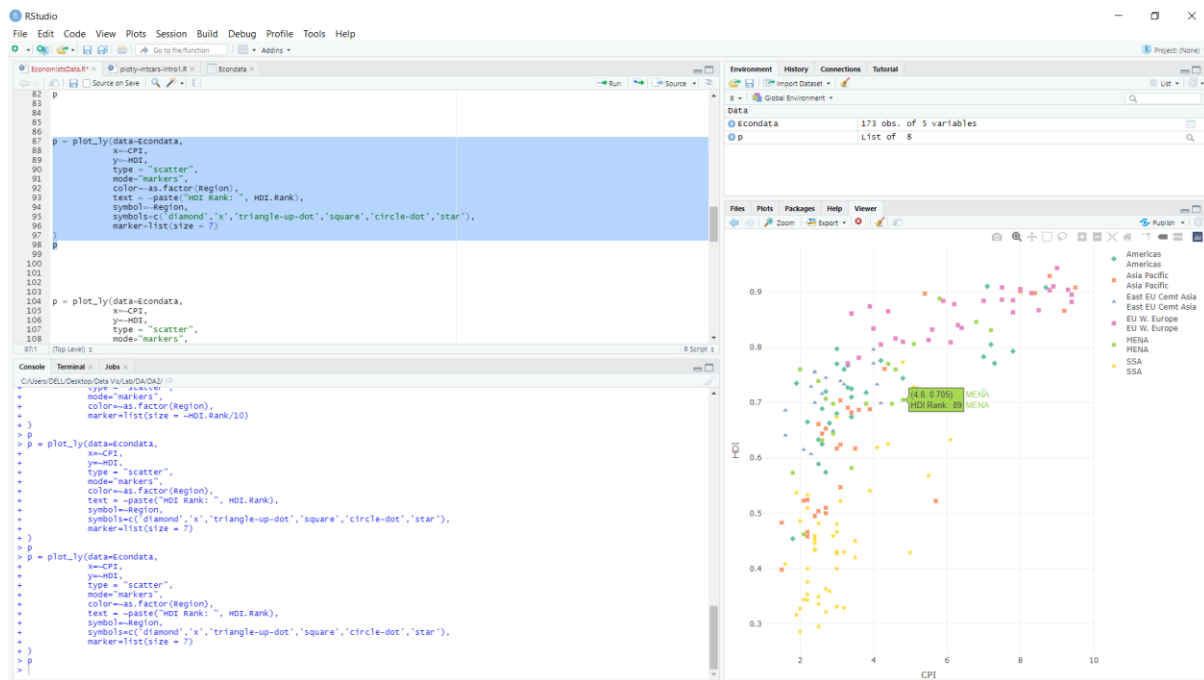 RStudio
File Edit Code View Plots Session Build Debug Profile Tools Help
Go to file/function Addins Project: (None)
EconomistsData.R* plotly-mtcars-intro1.R Econdata
Source on Save Run Source
82 p
83
84
85
86
87 p = plot_ly(data=Econdata,
88 x=~CPI,
89 y=~HDI,
90 type = "scatter",
91 mode="markers",
92 color=~as.factor(Region),
93 text = ~paste("HDI Rank: ", HDI.Rank),
94 symbol=~Region,
95 symbols=c('diamond','x','triangle-up-dot','square','circle-dot','star'),
96 marker=list(size = 7)
97 )
98 p
99
100
101
102
103
104 p = plot_ly(data=Econdata,
105 x=~CPI,
106 y=~HDI,
107 type = "scatter",
108 mode="markers",
87:1 (Top Level) R Script
Console Terminal Jobs
C:/Users/DELL/Desktop/Data Vis/Lab/DA/DA2/
+ type = "scatter",
+ mode="markers",
+ color=~as.factor(Region),
+ marker=list(size = ~HDI.Rank/10)
+ )
> p
> p = plot_ly(data=Econdata,
+ x=~CPI,
+ y=~HDI,
+ type = "scatter",
+ mode="markers",
+ color=~as.factor(Region),
+ text = ~paste("HDI Rank: ", HDI.Rank),
+ symbol=~Region,
+ symbols=c('diamond','x','triangle-up-dot','square','circle-dot','star'),
+ marker=list(size = 7)
+ )
> p
> p = plot_ly(data=Econdata,
+ x=~CPI,
+ y=~HDI,
+ type = "scatter",
+ mode="markers",
+ color=~as.factor(Region),
+ text = ~paste("HDI Rank: ", HDI.Rank),
+ symbol=~Region,
+ symbols=c('diamond','x','triangle-up-dot','square','circle-dot','star'),
+ marker=list(size = 7)
+ )
> p
>
Environment History Connections Tutorial
Import Dataset List
R Global Environment
Data
Econdata 173 obs. of 5 variables
p List of 8
Files Plots Packages Help Viewer
Zoom Export Publish
Americas
Americas
Asia Pacific
Asia Pacific
East EU Cemt Asia
East EU Cemt Asia
EU W. Europe
EU W. Europe
MENA
MENA
SSA
SSA
0.9
0.8
0.7
0.6
0.5
0.4
0.3
HDI
(4.8, 0.705) MENA
HDI Rank: 89 MENA
2 4 6 8 10
CPI